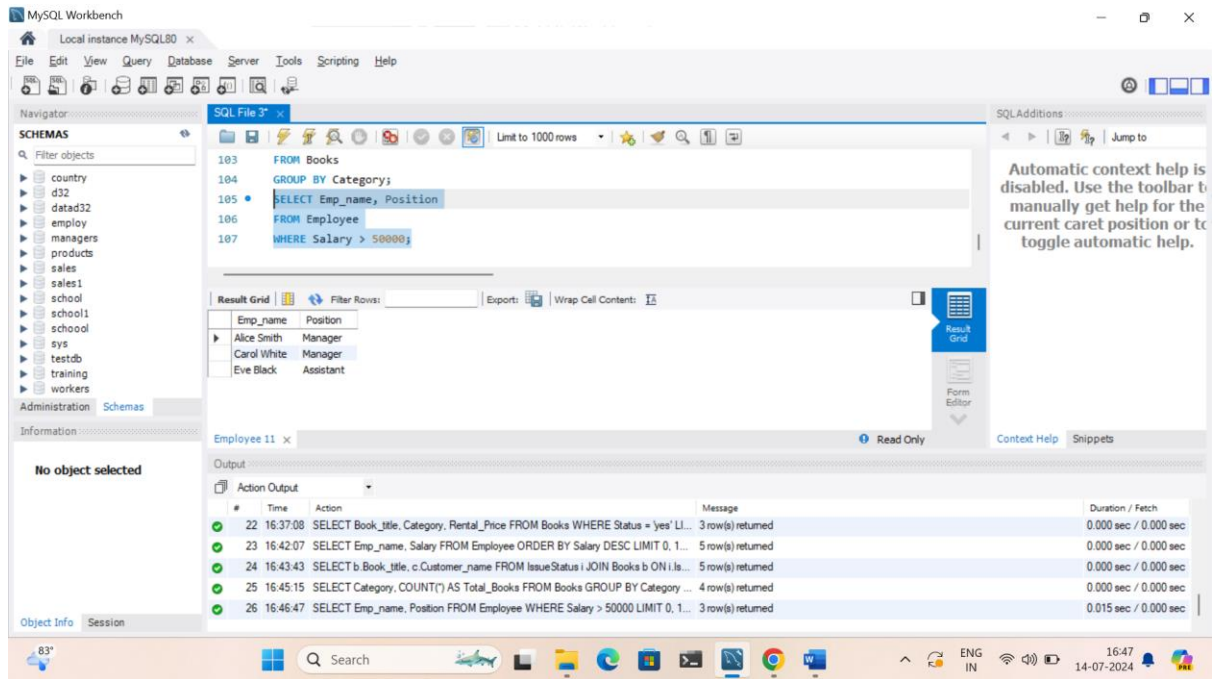 MySQL Workbench
Local instance MySQL80
File Edit View Query Database Server Tools Scripting Help
Navigator
SCHEMAS
Filter objects
country
d32
datad32
employ
managers
products
sales
sales1
school
school1
schoool
sys
testdb
training
workers
Administration Schemas
Information
No object selected
Object Info Session
SQL File 3*
Limit to 1000 rows
103 FROM Books
104 GROUP BY Category;
105 SELECT Emp_name, Position
106 FROM Employee
107 WHERE Salary > 50000;
Result Grid Filter Rows: Export: Wrap Cell Content:
Emp_name Position
Alice Smith Manager
Carol White Manager
Eve Black Assistant
Result
Grid
Form
Editor
Employee 11 Read Only
SQLAdditions
Jump to
Automatic context help is
disabled. Use the toolbar t
manually get help for the
current caret position or to
toggle automatic help.
Context Help Snippets
Output
Action Output
# Time Action Message Duration / Fetch
22 16:37:08 SELECT Book_title, Category, Rental_Price FROM Books WHERE Status = 'yes' LI... 3 row(s) returned 0.000 sec / 0.000 sec
23 16:42:07 SELECT Emp_name, Salary FROM Employee ORDER BY Salary DESC LIMIT 0, 1... 5 row(s) returned 0.000 sec / 0.000 sec
24 16:43:43 SELECT b.Book_title, c.Customer_name FROM IssueStatus i JOIN Books b ON i.Is... 5 row(s) returned 0.000 sec / 0.000 sec
25 16:45:15 SELECT Category, COUNT(*) AS Total_Books FROM Books GROUP BY Category ... 4 row(s) returned 0.000 sec / 0.000 sec
26 16:46:47 SELECT Emp_name, Position FROM Employee WHERE Salary > 50000 LIMIT 0, 1... 3 row(s) returned 0.015 sec / 0.000 sec
83°
Search
ENG
IN
16:47
14-07-2024
PRE